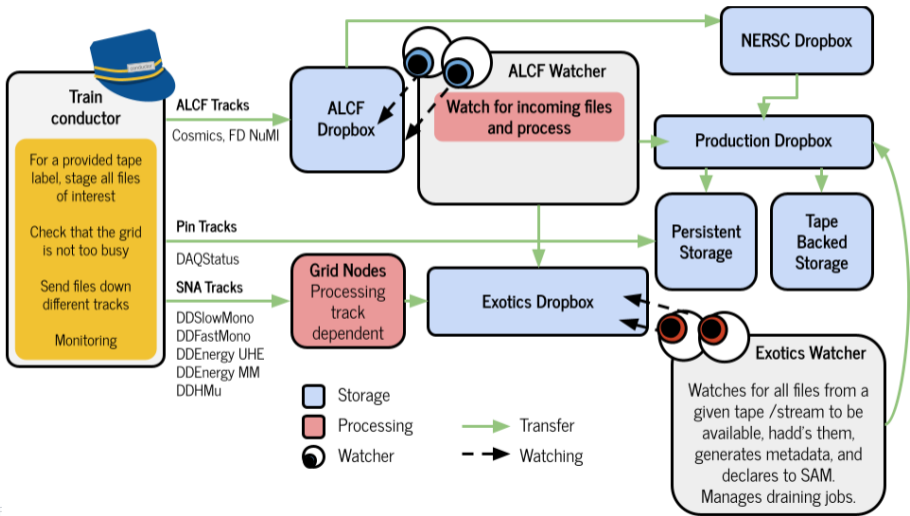 Train
conductor
For a provided tape
label, stage all files
of interest
Check that the grid
is not too busy
Send files down
different tracks
Monitoring
ALCF Tracks
Cosmics, FD NuMI
Pin Tracks
DAQStatus
SNA Tracks
DDSlowMono
DDFastMono
DDEnergy UHE
DDEnergy MM
DDHMu
ALCF
Dropbox
ALCF Watcher
Watch for incoming files
and process
NERSC Dropbox
Production Dropbox
Persistent
Storage
Tape
Backed
Storage
Grid Nodes
Processing
track
dependent
Exotics Dropbox
Exotics Watcher
Watches for all files from a
given tape /stream to be
available, hadd's them,
generates metadata, and
declares to SAM.
Manages draining jobs.
Storage
Processing
Watcher
Transfer
Watching